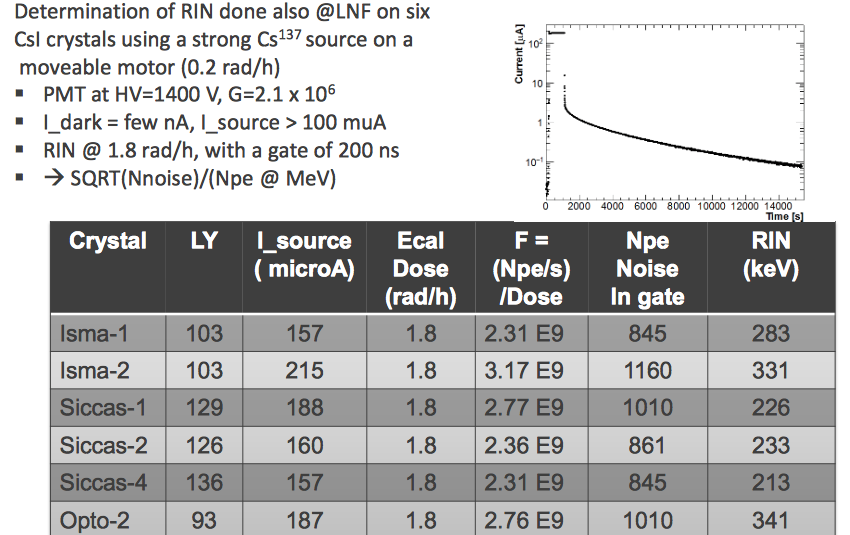 Determination of RIN done also @LNF on six
CsI crystals using a strong Cs¹³⁷ source on a
moveable motor (0.2 rad/h)
▪ PMT at HV=1400 V, G=2.1 x 10⁶
▪ I_dark = few nA, I_source > 100 muA
▪ RIN @ 1.8 rad/h, with a gate of 200 ns
▪ → SQRT(Nnoise)/(Npe @ MeV)
Current [uA]
10²
10
1
10⁻¹
0 2000 4000 6000 8000 10000 12000 14000
Time [s]
Crystal LY I_source ( microA) Ecal Dose (rad/h) F = (Npe/s) /Dose Npe Noise In gate RIN (keV)
Isma-1 103 157 1.8 2.31 E9 845 283
Isma-2 103 215 1.8 3.17 E9 1160 331
Siccas-1 129 188 1.8 2.77 E9 1010 226
Siccas-2 126 160 1.8 2.36 E9 861 233
Siccas-4 136 157 1.8 2.31 E9 845 213
Opto-2 93 187 1.8 2.76 E9 1010 341